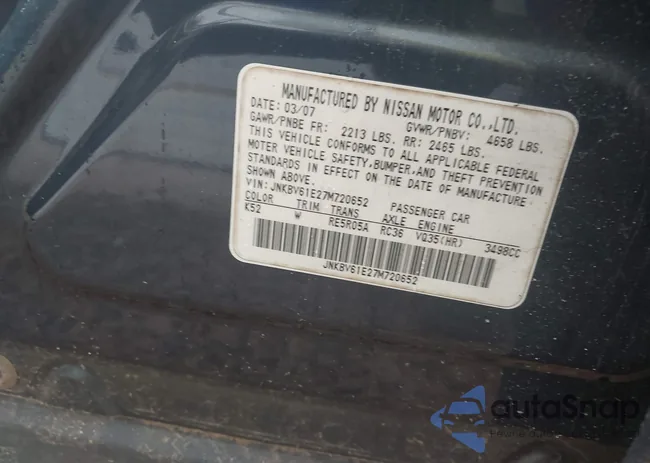 MANUFACTURED BY NISSAN MOTOR CO.,LTD.
DATE: 03/07 GVWR/PNBV: 4658 LBS.
GAWR/PNBE FR: 2213 LBS. RR: 2465 LBS.
THIS VEHICLE CONFORMS TO ALL APPLICABLE FEDERAL
MOTOR VEHICLE SAFETY,BUMPER,AND THEFT PREVENTION
STANDARDS IN EFFECT ON THE DATE OF MANUFACTURE
SHOWN ABOVE.
VIN: JNKBV61E27M720652 PASSENGER CAR
COLOR TRIM TRANS AXLE ENGINE
K52 W RE5R05A RC36 VQ35(HR) 3498CC
JNKBV61E27M720652
autoSnap